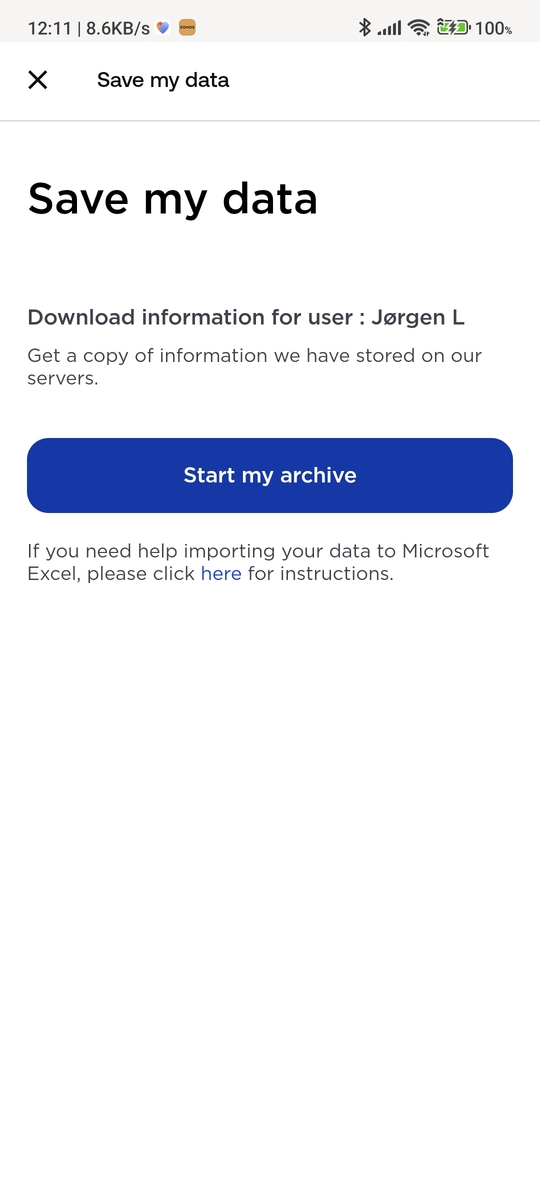 12:11 | 8.6KB/s SONOS 100%
Save my data
Save my data
Download information for user : Jørgen L
Get a copy of information we have stored on our
servers.
Start my archive
If you need help importing your data to Microsoft
Excel, please click here for instructions.